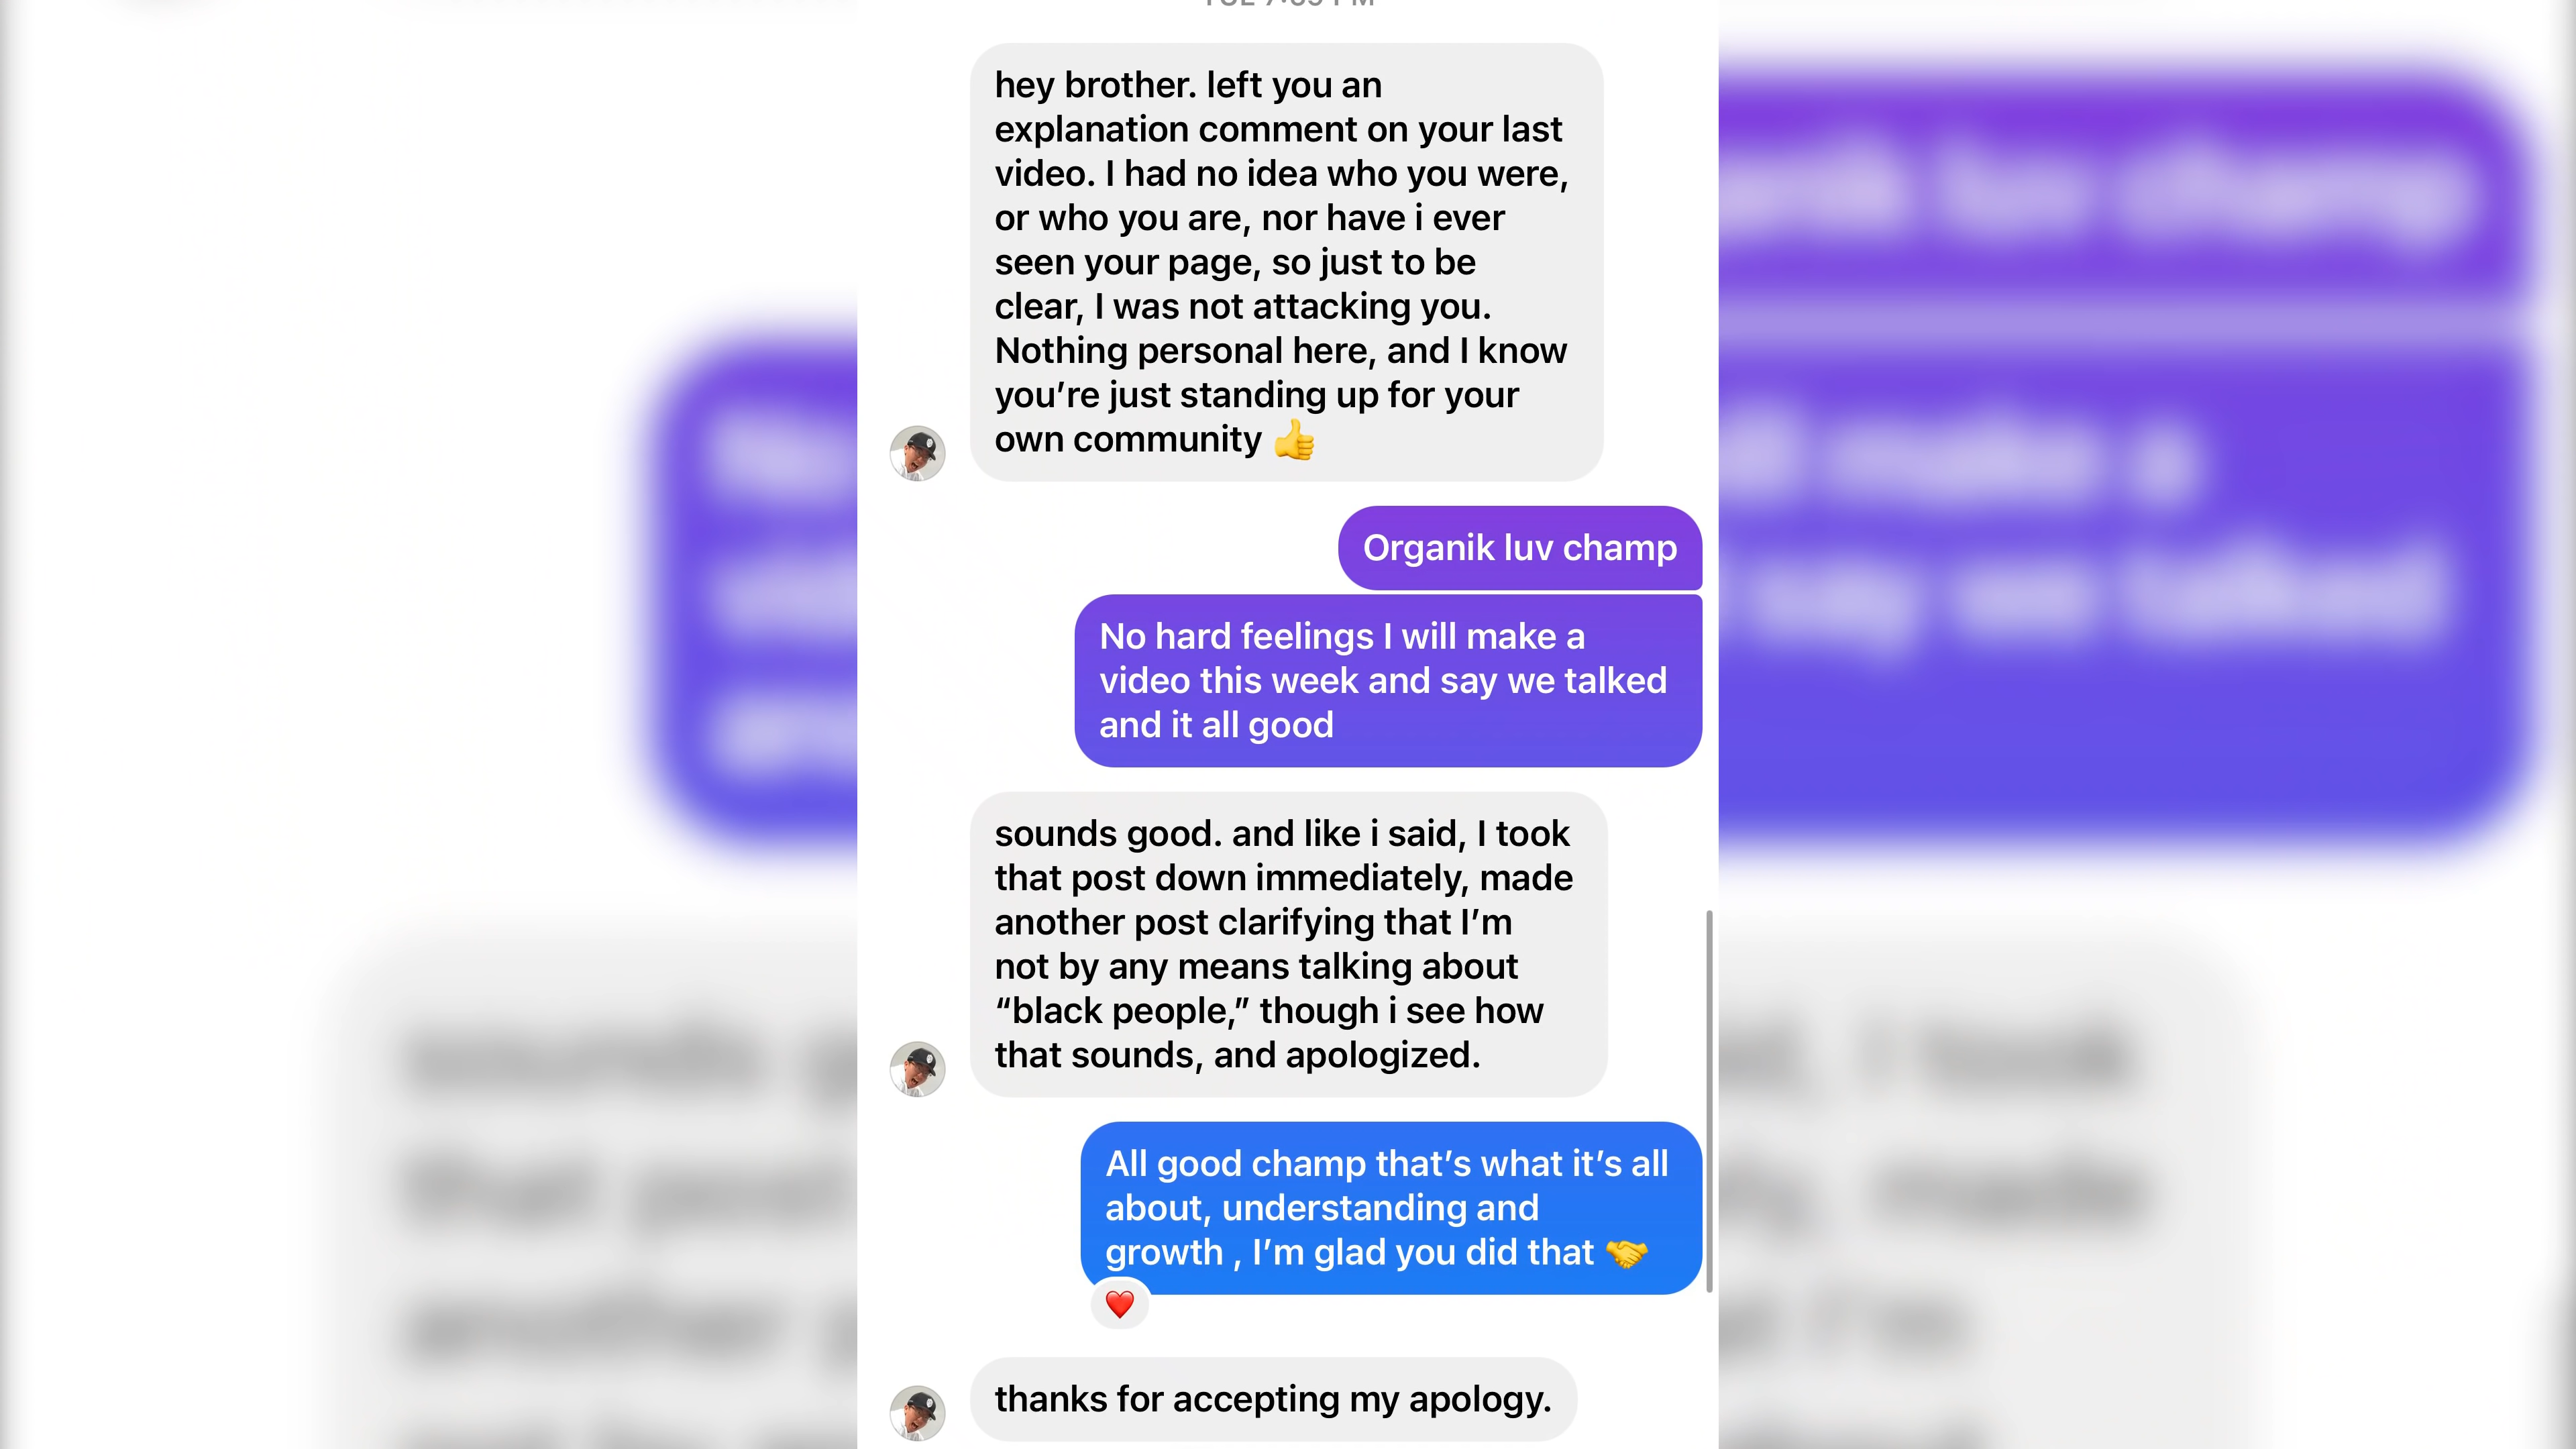 hey brother. left you an
explanation comment on your last
video. I had no idea who you were,
or who you are, nor have i ever
seen your page, so just to be
clear, I was not attacking you.
Nothing personal here, and I know
you’re just standing up for your
own community 👍
Organik luv champ
No hard feelings I will make a
video this week and say we talked
and it all good
sounds good. and like i said, I took
that post down immediately, made
another post clarifying that I’m
not by any means talking about
“black people,” though i see how
that sounds, and apologized.
All good champ that’s what it’s all
about, understanding and
growth , I’m glad you did that 🤝
❤️
thanks for accepting my apology.